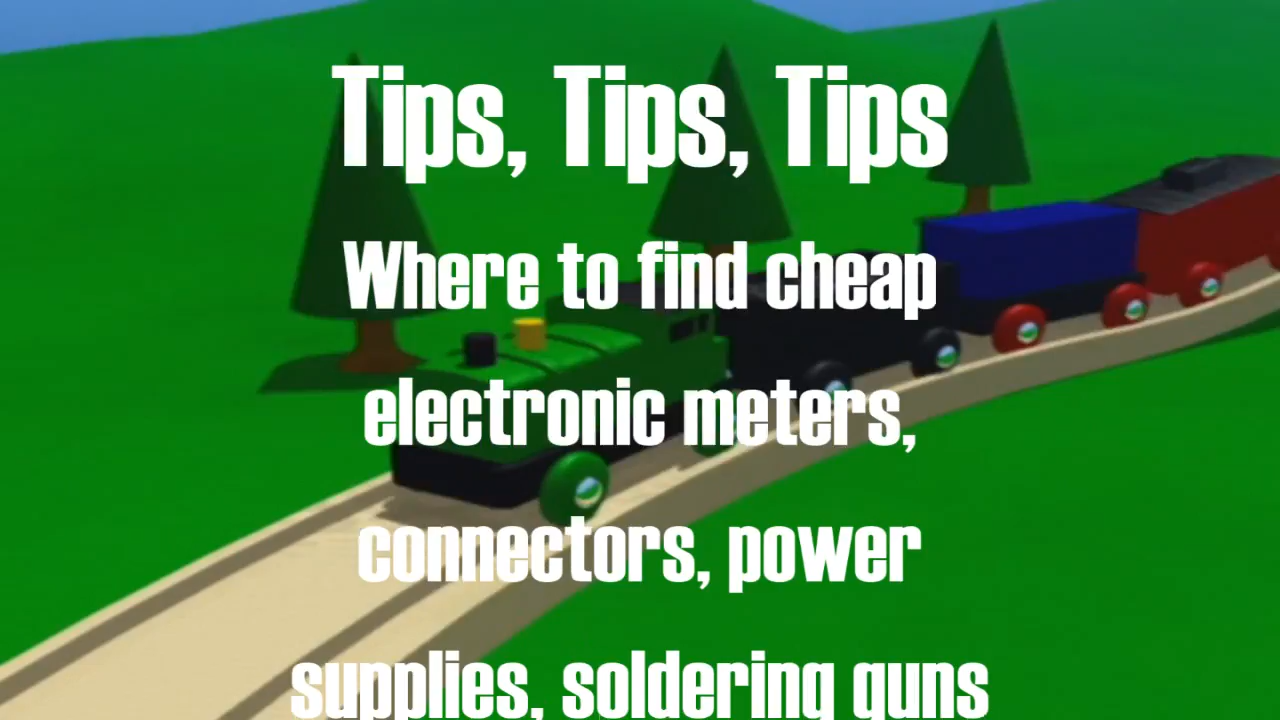 Tips, Tips, Tips
Where to find cheap
electronic meters,
connectors, power
supplies, soldering guns